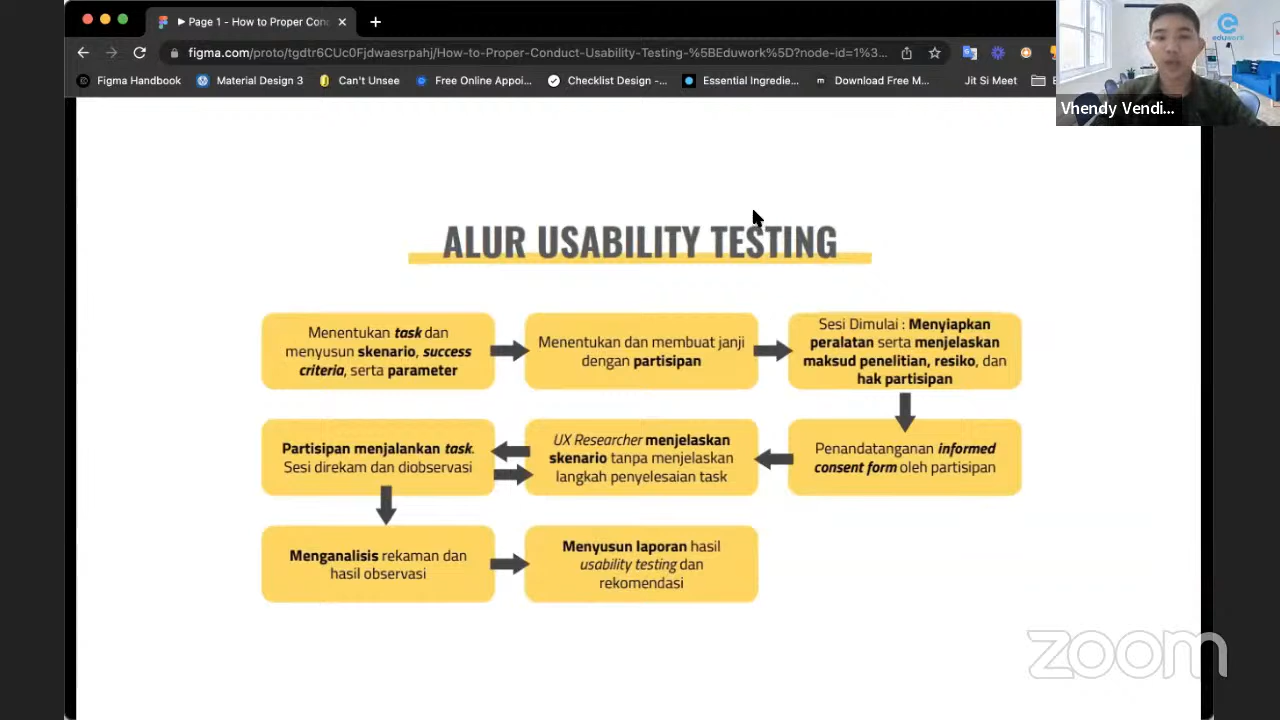 Page 1 - How to Proper Con
figma.com/proto/tqdtr6CUc0Fjdwaesrpahj/How-to-Proper-Conduct-Usability-Testing-%5BEduwork%5D?node-id=1%3...
Figma Handbook
Material Design 3
Can't Unsee
Free Online Appoi...
Checklist Design -...
Essential Ingredie...
Download Free M...
Jit Si Meet
eduwork
Vhendy Vendi...
ALUR USABILITY TESTING
Menentukan task dan
menyusun skenario, success
criteria, serta parameter
Menentukan dan membuat janji
dengan partisipan
Sesi Dimulai : Menyiapkan
peralatan serta menjelaskan
maksud penelitian, resiko, dan
hak partisipan
Partisipan menjalankan task.
Sesi direkam dan diobservasi
UX Researcher menjelaskan
skenario tanpa menjelaskan
langkah penyelesaian task
Penandatanganan informed
consent form oleh partisipan
Menganalisis rekaman dan
hasil observasi
Menyusun laporan hasil
usability testing dan
rekomendasi
zoom